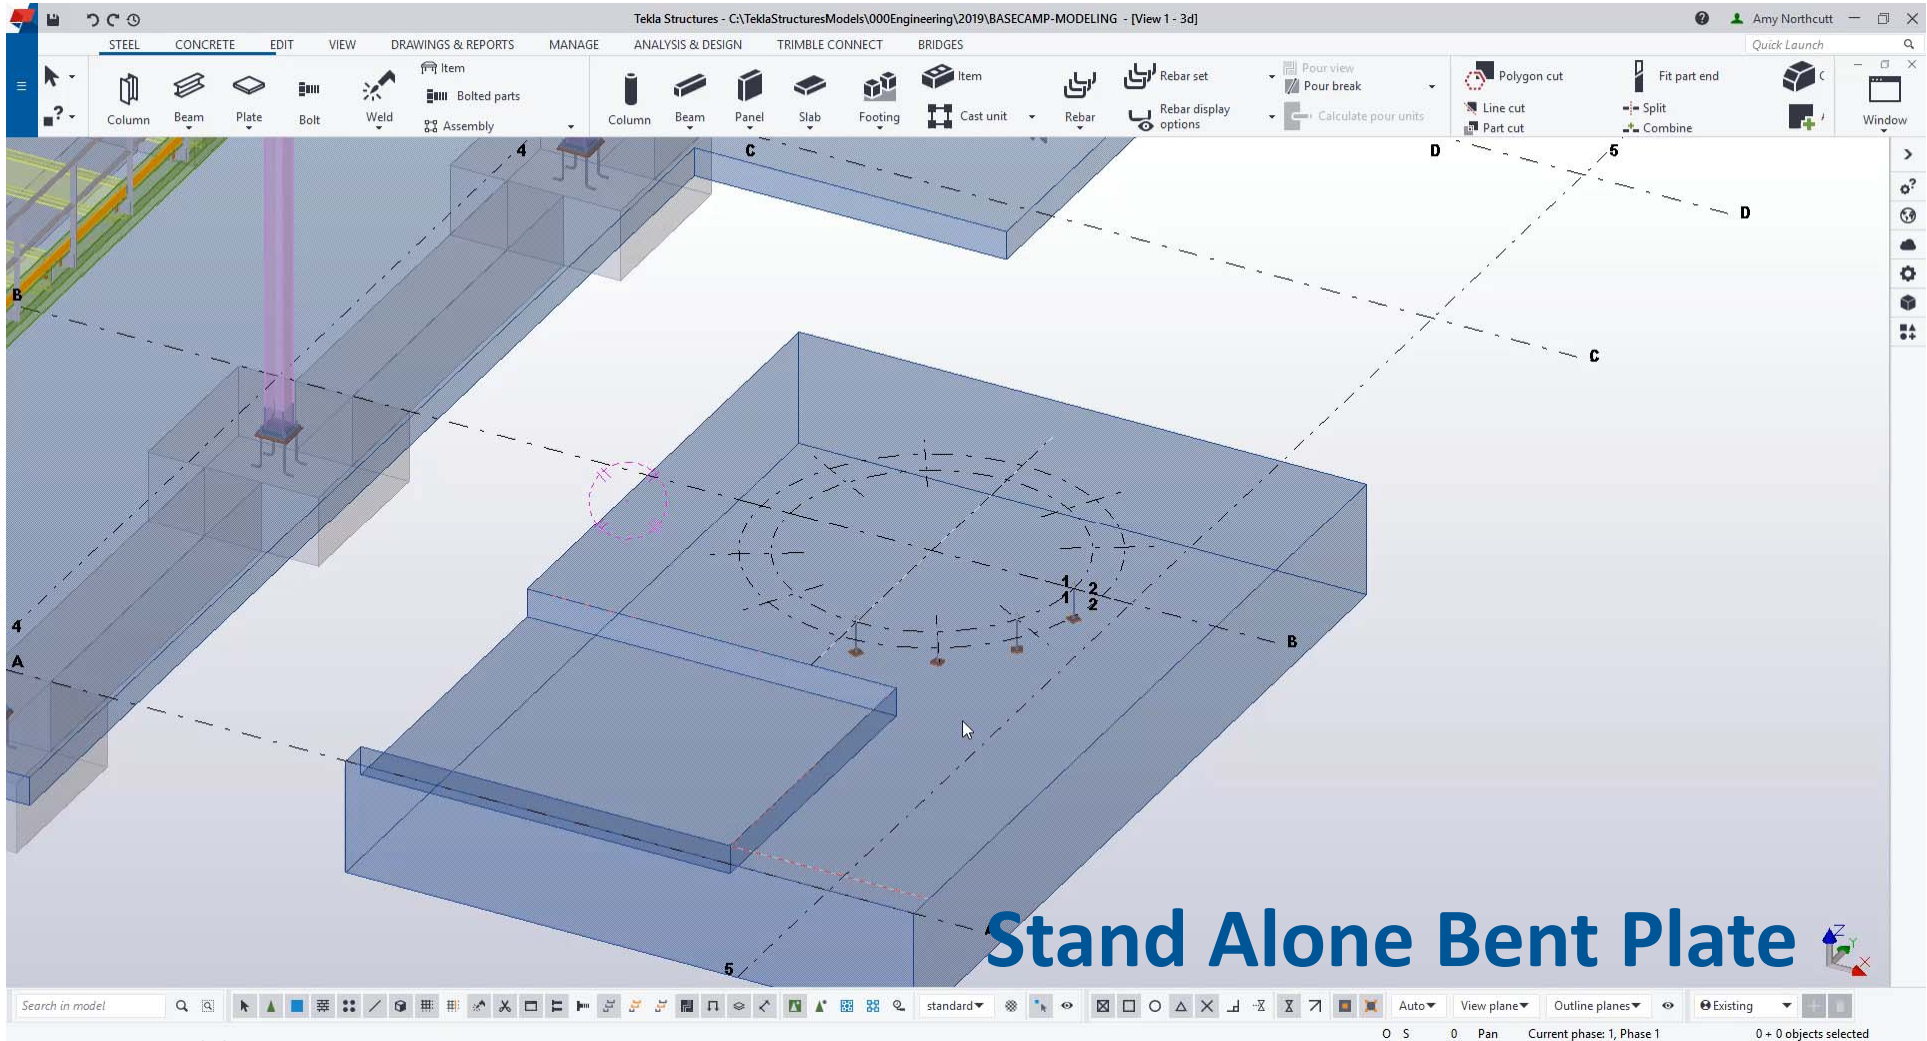 Tekla Structures - C:\TeklaStructuresModels\000Engineering\2019\BASECAMP-MODELING - [View 1 - 3d]
Amy Northcutt
STEEL CONCRETE EDIT VIEW DRAWINGS & REPORTS MANAGE ANALYSIS & DESIGN TRIMBLE CONNECT BRIDGES
Quick Launch
Column
Beam
Plate
Bolt
Weld
Item
Bolted parts
Assembly
Column
Beam
Panel
Slab
Footing
Item
Cast unit
Rebar
Rebar set
Rebar display
options
Pour view
Pour break
Calculate pour units
Polygon cut
Line cut
Part cut
Fit part end
Split
Combine
Window
4
C
D
5
D
B
C
1
2
1
2
4
B
A
5
Stand Alone Bent Plate
Z
Y
X
Search in model
standard
Auto
View plane
Outline planes
Existing
O S 0 Pan Current phase: 1, Phase 1 0 + 0 objects selected